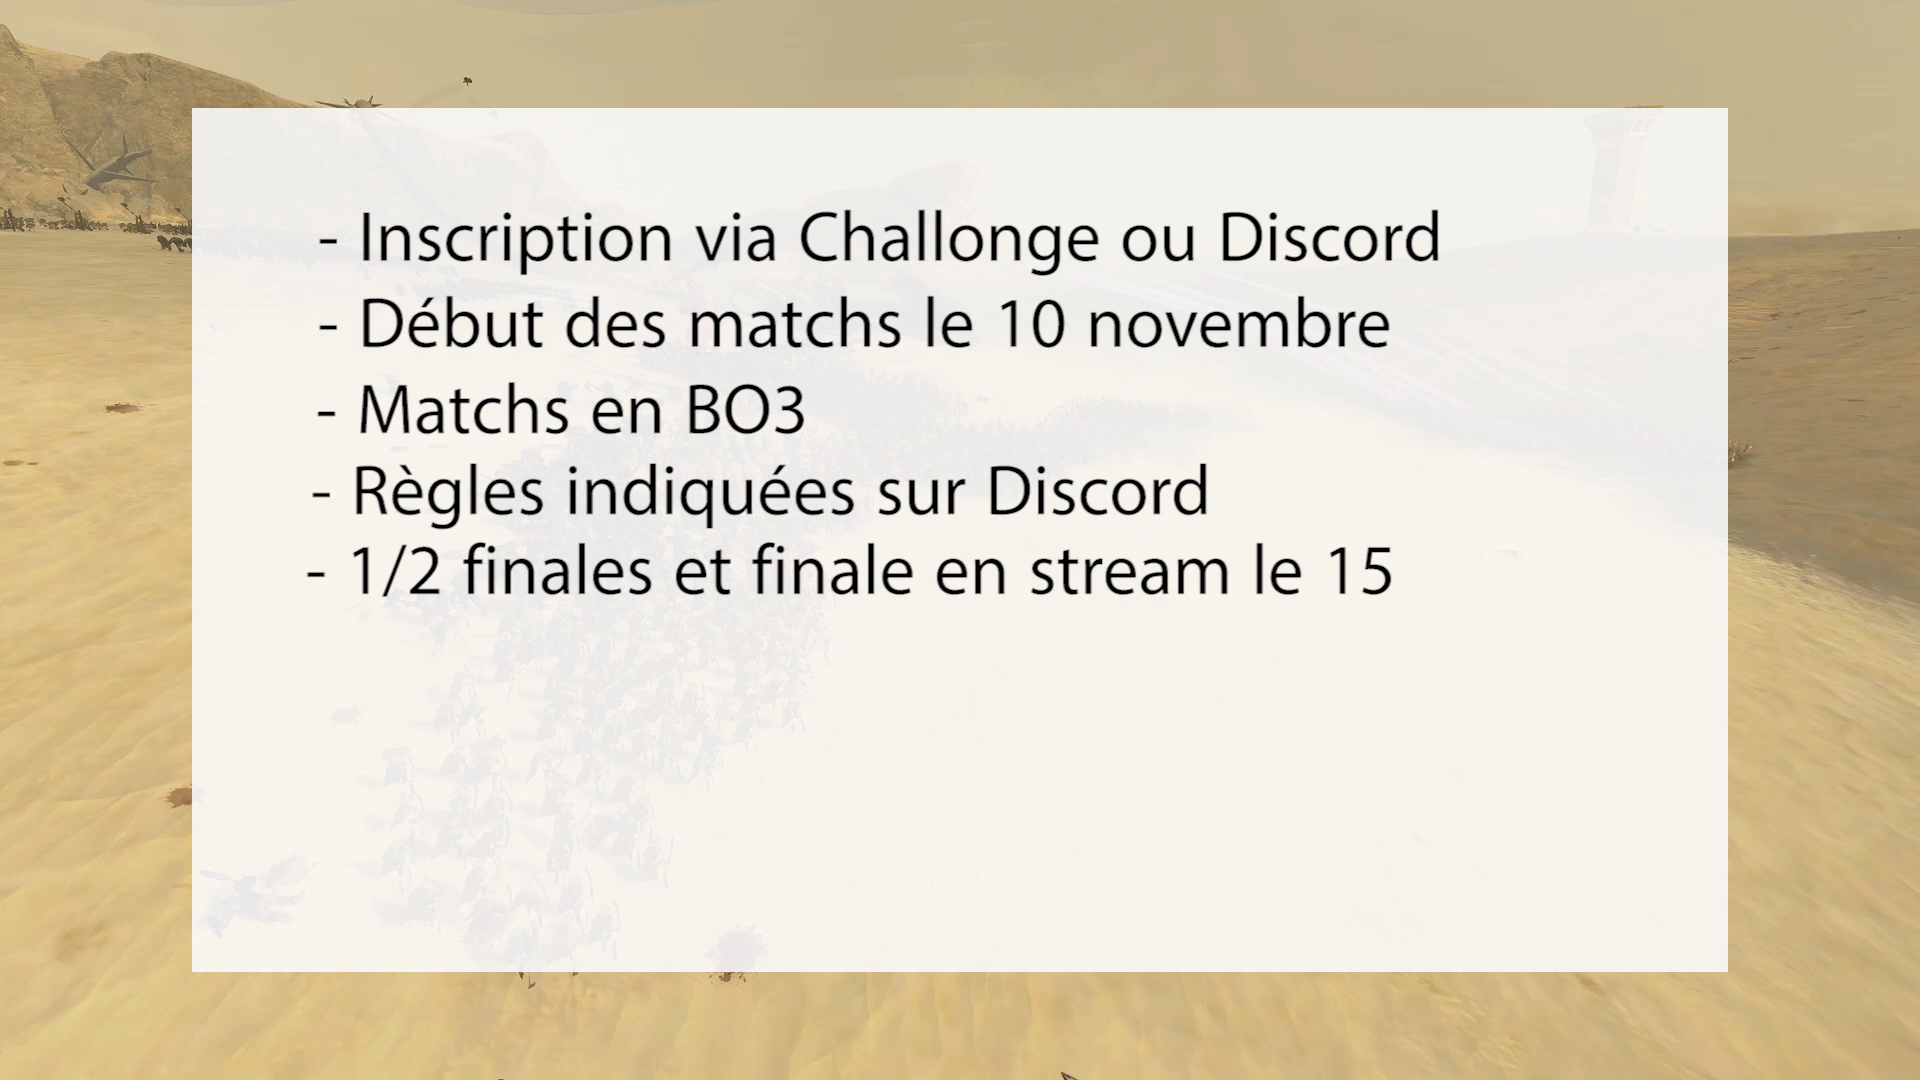 - Inscription via Challonge ou Discord
- Début des matchs le 10 novembre
- Matchs en BO3
- Règles indiquées sur Discord
- 1/2 finales et finale en stream le 15